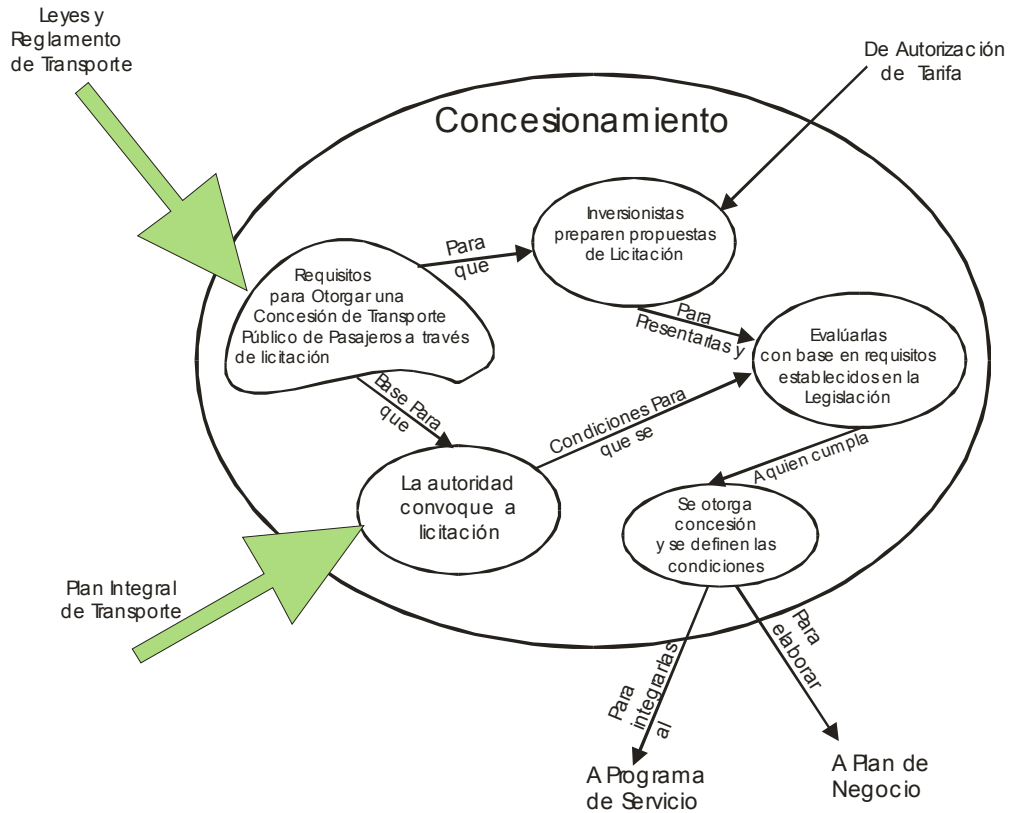 Leyes y
Reglamento
de Transporte
De Autorización
de Tarifa
Concesionamiento
Inversionistas
preparen propuestas
de Licitación
Para
que
Requisitos
para Otorgar una
Concesión de Transporte
Público de Pasajeros a través
de licitación
Para
Presentarlas y
Evalúarlas
con base en requisitos
establecidos en la
Legislación
Base Para
que
Condiciones Para
que se
A quien cumpla
La autoridad
convoque a
licitación
Se otorga
concesión
y se definen las
condiciones
Plan Integral
de Transporte
Para
integrarlas
al
Para
elaborar
A Programa
de Servicio
A Plan de
Negocio